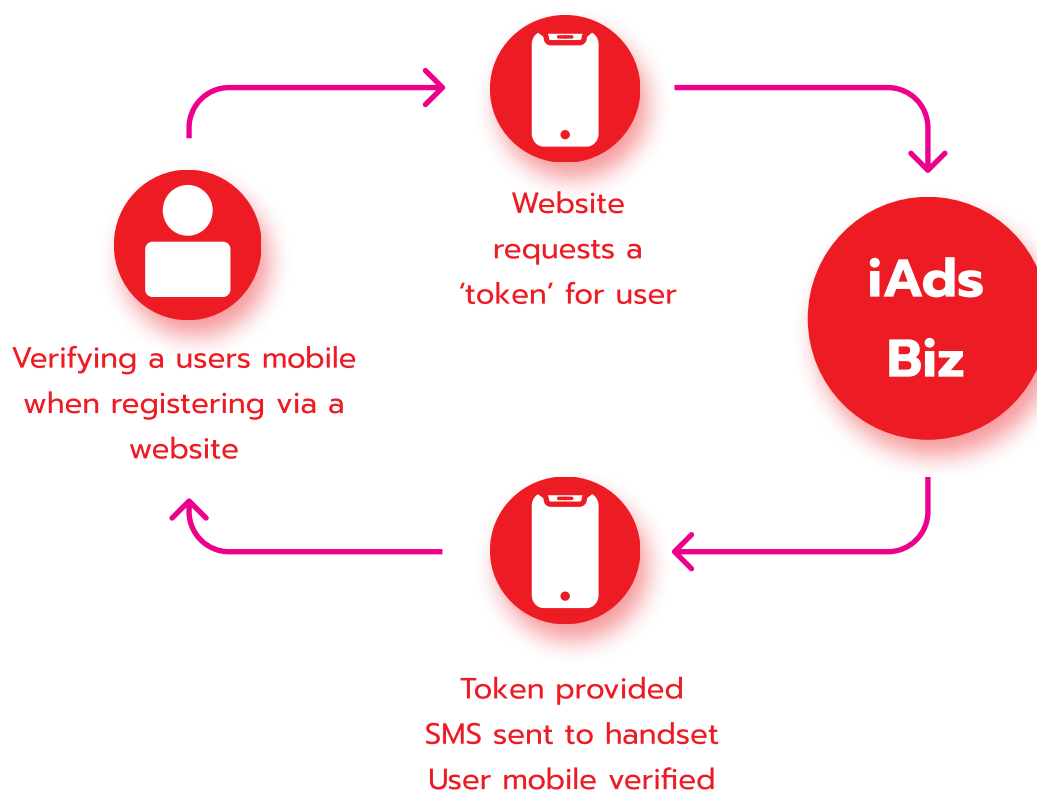 Website
requests a
‘token’ for user
iAds
Biz
Verifying a users mobile
when registering via a
website
Token provided
SMS sent to handset
User mobile verified